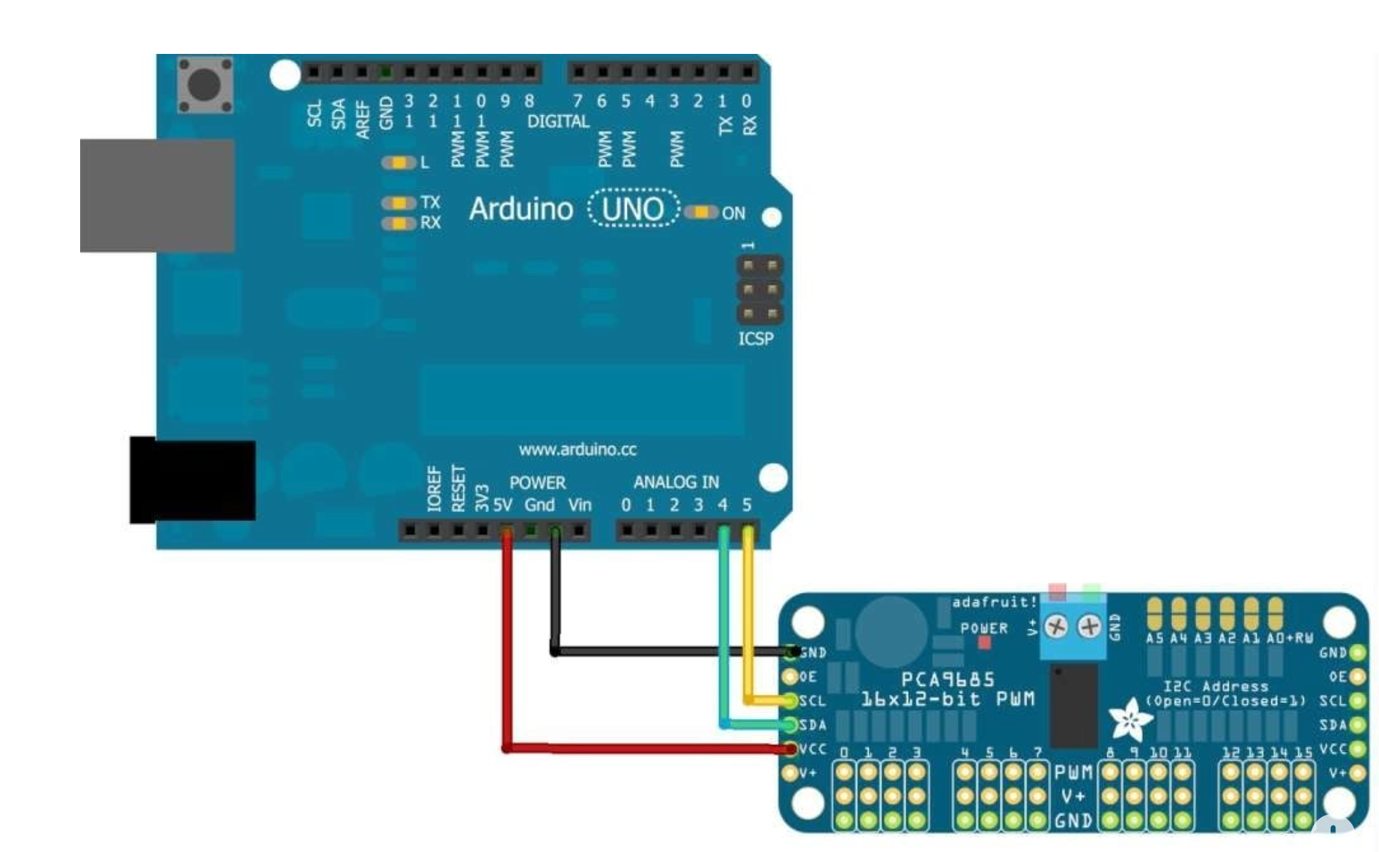 SCL SDA AREF GND 13 12 11 10 9 8 7 6 5 4 3 2 1 0
PWM PWM PWM PWM PWM PWM TX RX
DIGITAL
L
TX
RX
Arduino UNO ON
1
ICSP
www.arduino.cc
POWER ANALOG IN
IOREF RESET 3V3 5V Gnd Vin 0 1 2 3 4 5
adafruit!
POWER
V+ GND
A5 A4 A3 A2 A1 A0+RW
GND
OE
SCL
SDA
VCC
V+
PCA9685
16x12-bit PWM
I2C Address
(Open=0/Closed=1)
GND
OE
SCL
SDA
VCC
V+
0 1 2 3 4 5 6 7 8 9 10 11 12 13 14 15
PWM
V+
GND